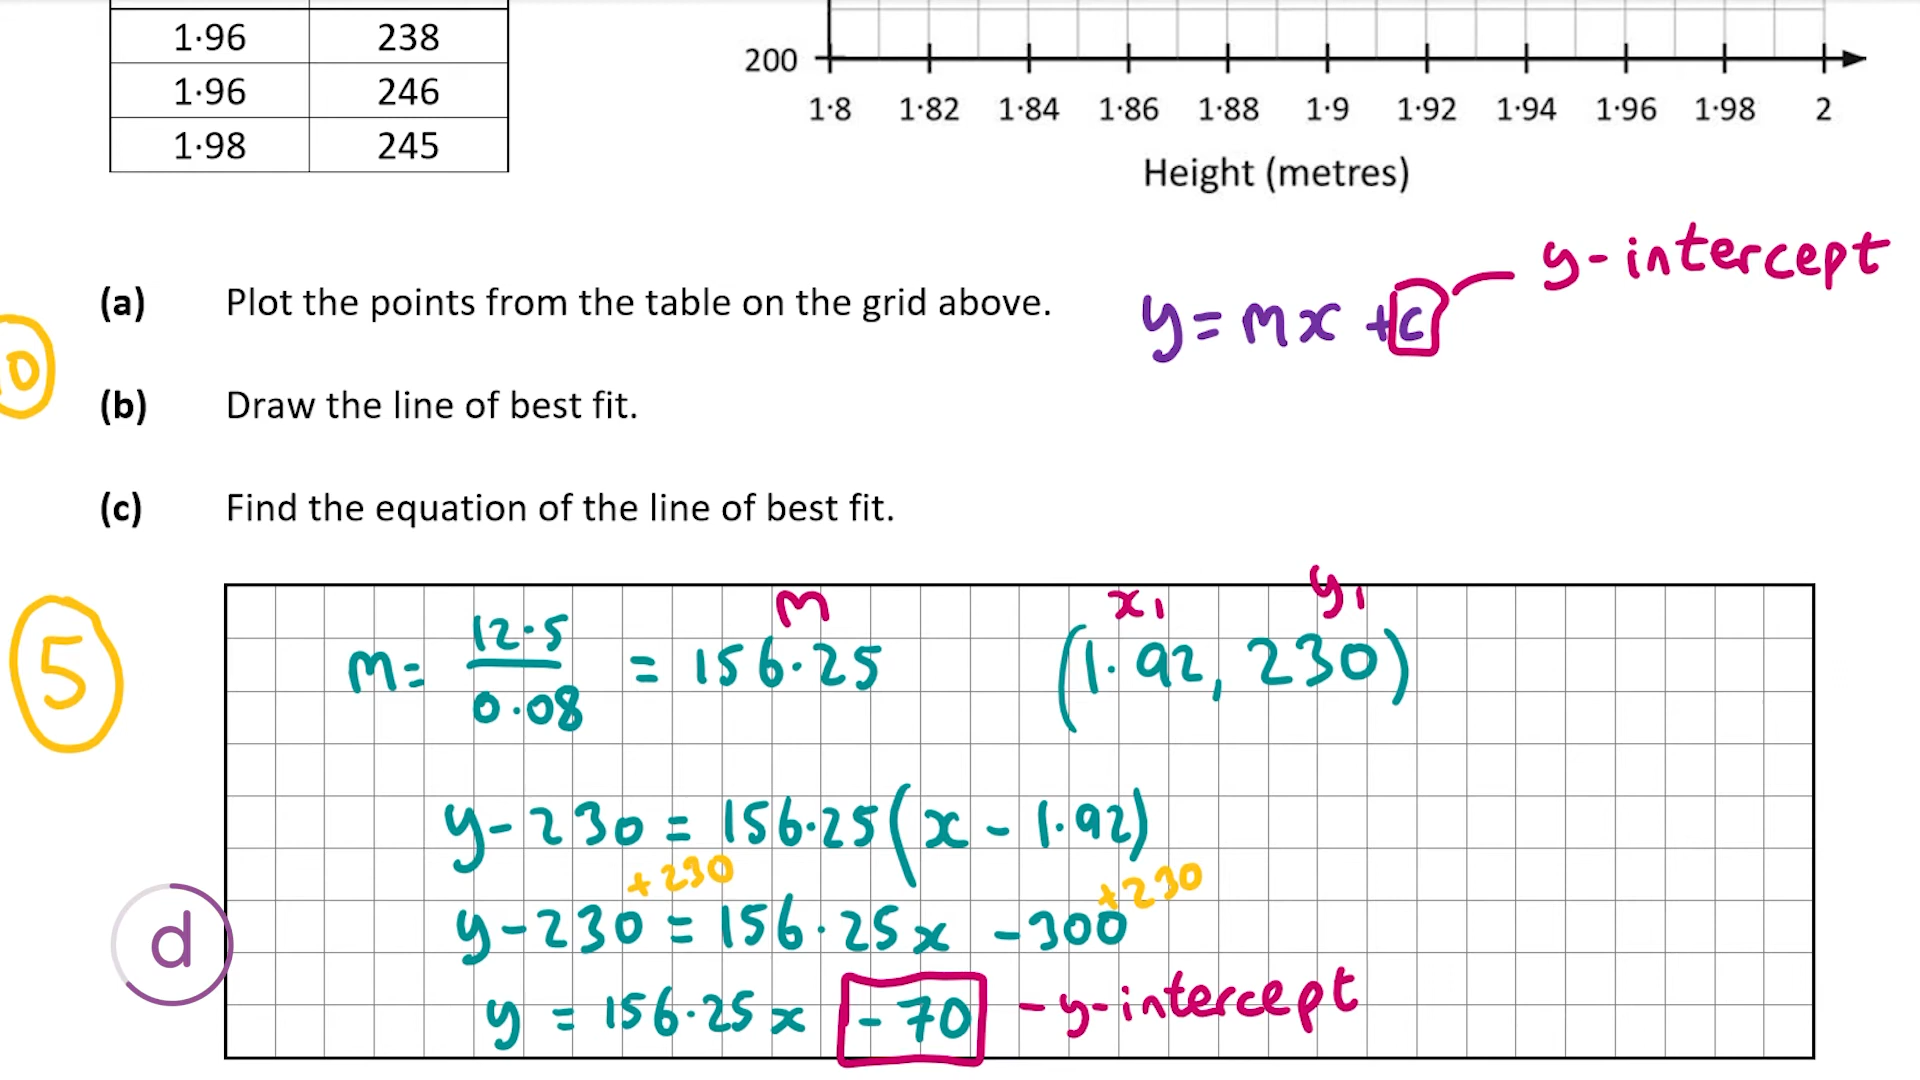 1·96 238
1·96 246
1·98 245
200
1·8 1·82 1·84 1·86 1·88 1·9 1·92 1·94 1·96 1·98 2
Height (metres)
y-intercept
y = mx + c
(a) Plot the points from the table on the grid above.
(b) Draw the line of best fit.
(c) Find the equation of the line of best fit.
5
m x₁ y₁
m = 12·5 / 0·08 = 156·25 (1.92, 230)
y - 230 = 156·25(x - 1·92)
+230 +230
y - 230 = 156·25x - 300
d
y = 156·25x - 70 - y-intercept